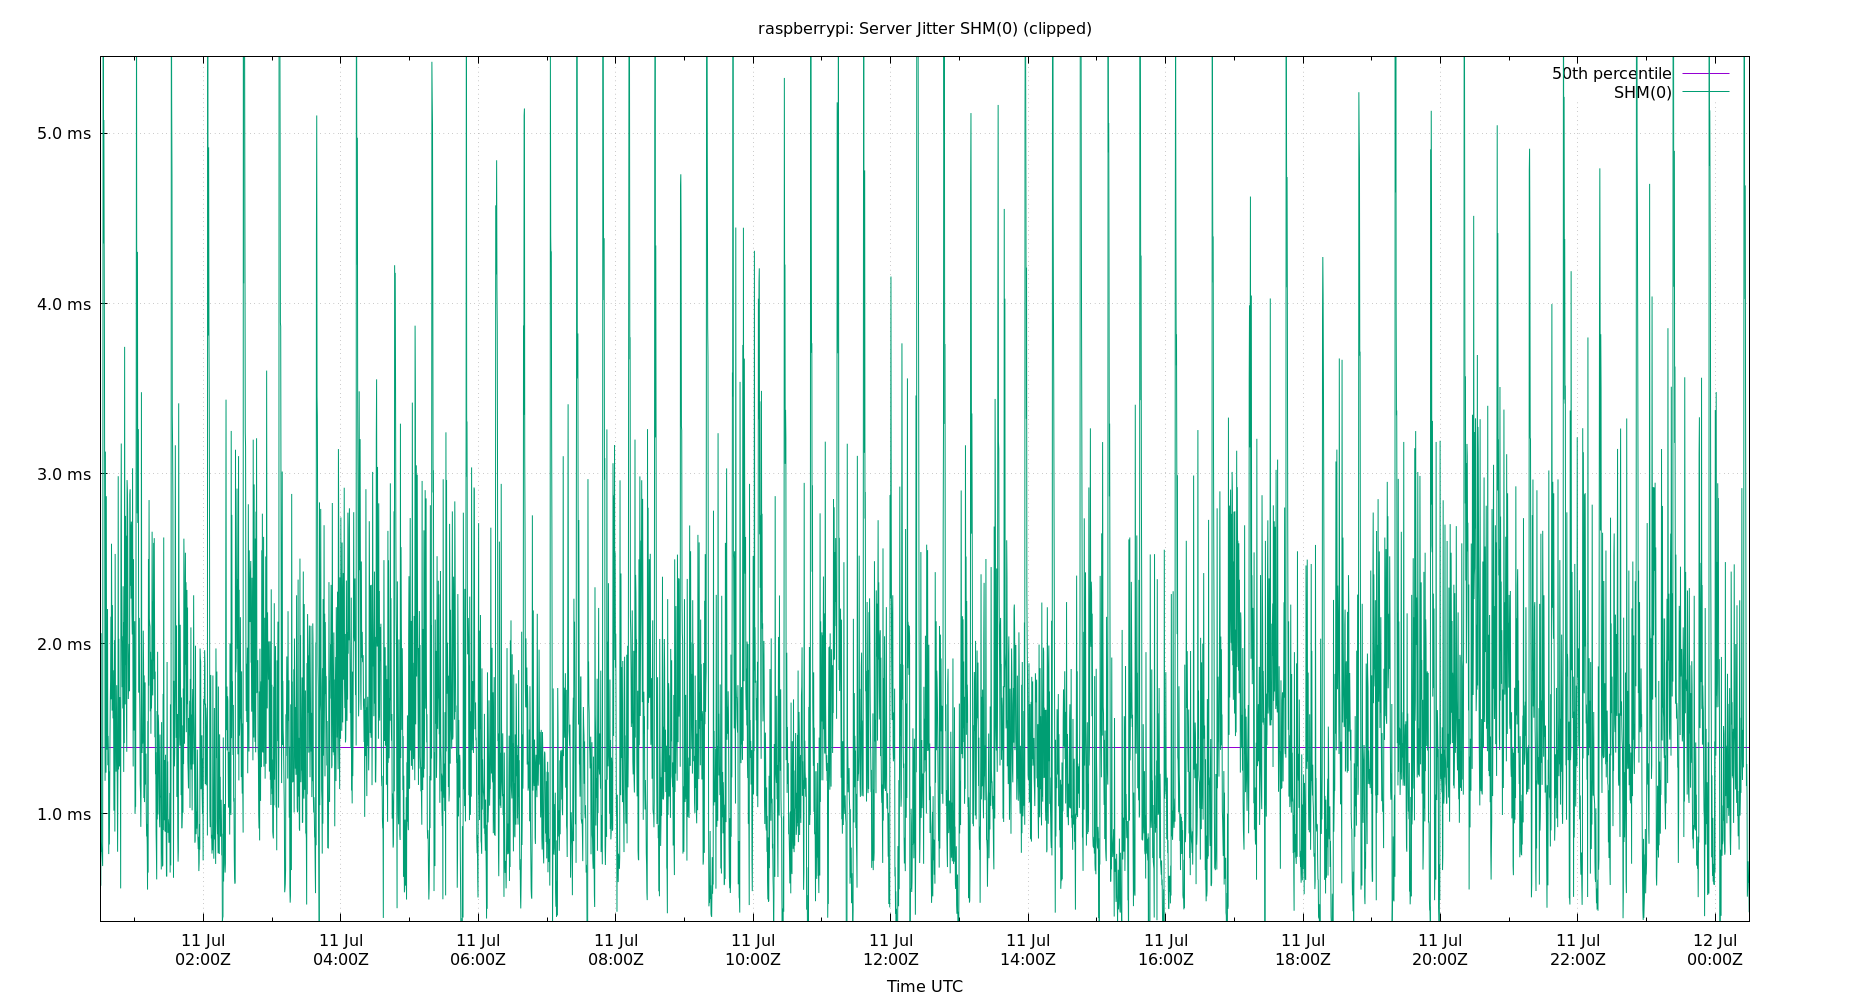 raspberrypi: Server Jitter SHM(0) (clipped)
50th percentile
SHM(0)
5.0 ms
4.0 ms
3.0 ms
2.0 ms
1.0 ms
11 Jul 11 Jul 11 Jul 11 Jul 11 Jul 11 Jul 11 Jul 11 Jul 11 Jul 11 Jul 11 Jul 12 Jul
02:00Z 04:00Z 06:00Z 08:00Z 10:00Z 12:00Z 14:00Z 16:00Z 18:00Z 20:00Z 22:00Z 00:00Z
Time UTC